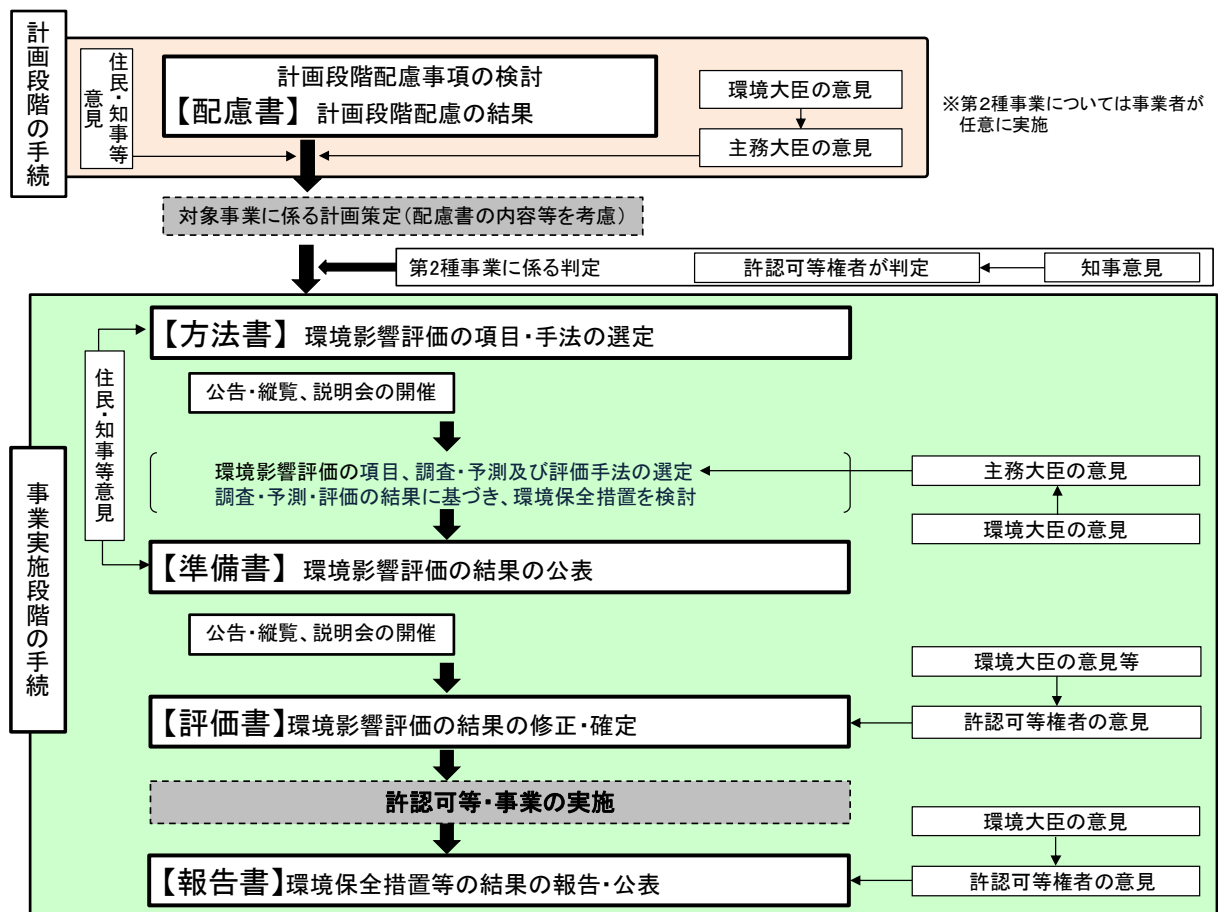 計画段階の手続
住民・知事等
意見
計画段階配慮事項の検討
【配慮書】計画段階配慮の結果
環境大臣の意見
主務大臣の意見
※第2種事業については事業者が
任意に実施
対象事業に係る計画策定(配慮書の内容等を考慮)
第2種事業に係る判定
許認可等権者が判定
知事意見
事業実施段階の手続
住民・知事等意見
【方法書】環境影響評価の項目・手法の選定
公告・縦覧、説明会の開催
環境影響評価の項目、調査・予測及び評価手法の選定
調査・予測・評価の結果に基づき、環境保全措置を検討
主務大臣の意見
環境大臣の意見
【準備書】環境影響評価の結果の公表
公告・縦覧、説明会の開催
環境大臣の意見等
【評価書】環境影響評価の結果の修正・確定
許認可等権者の意見
許認可等・事業の実施
環境大臣の意見
【報告書】環境保全措置等の結果の報告・公表
許認可等権者の意見